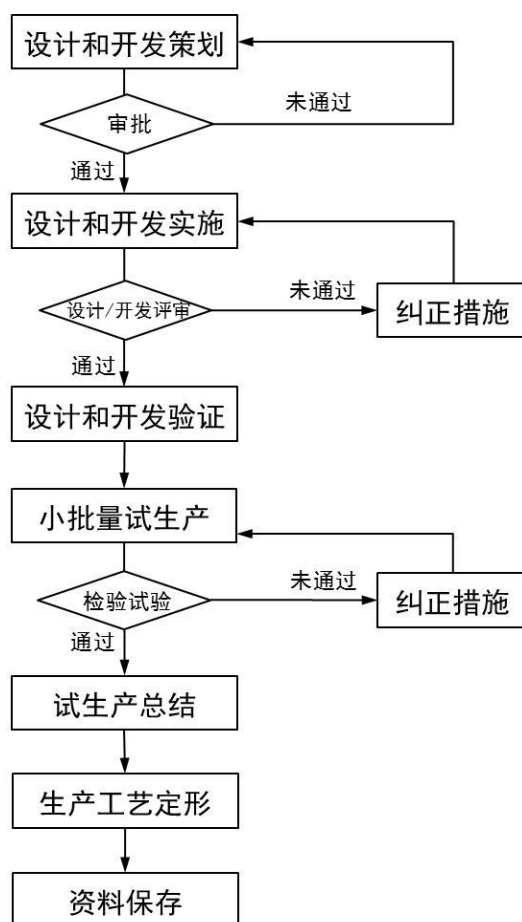 设计和开发策划
未通过
审批
通过
设计和开发实施
未通过
设计/开发评审
纠正措施
通过
设计和开发验证
小批量试生产
未通过
检验试验
纠正措施
通过
试生产总结
生产工艺定形
资料保存